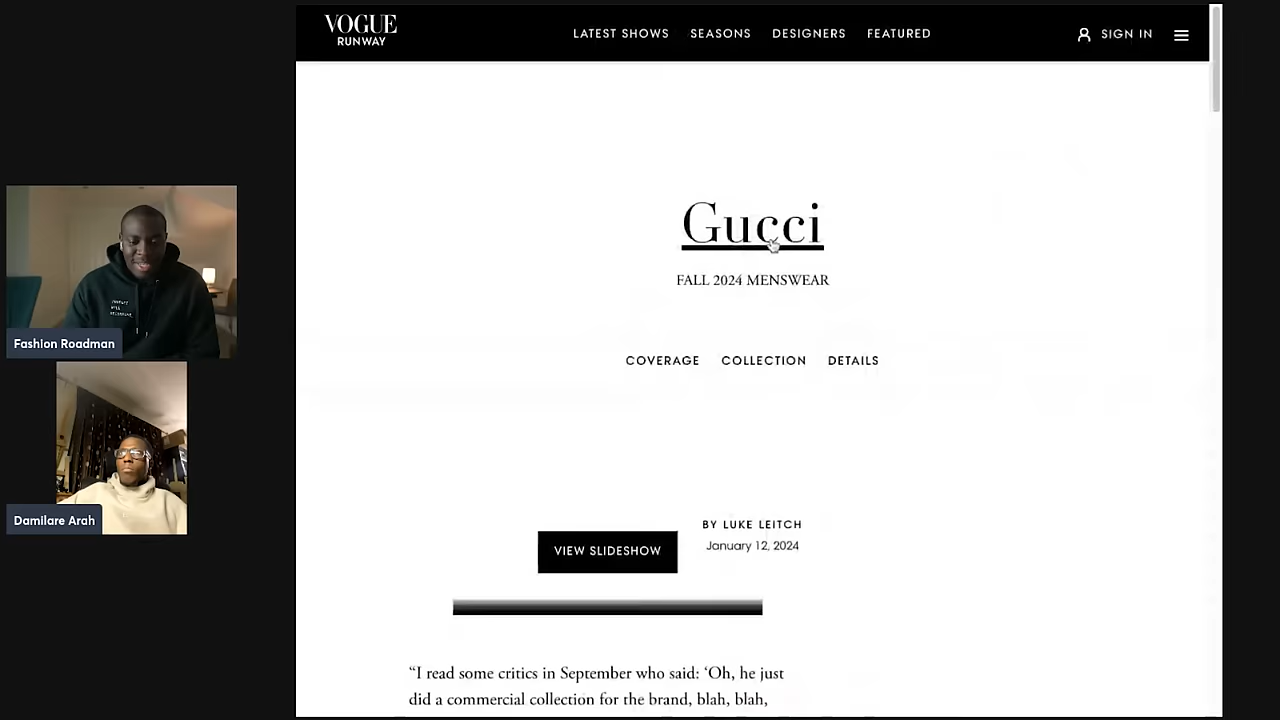 VOGUE
RUNWAY
LATEST SHOWS SEASONS DESIGNERS FEATURED
SIGN IN
Gucci
FALL 2024 MENSWEAR
COVERAGE COLLECTION DETAILS
Fashion Roadman
Damilare Arah
BY LUKE LEITCH
January 12, 2024
VIEW SLIDESHOW
“I read some critics in September who said: ‘Oh, he just
did a commercial collection for the brand, blah, blah,